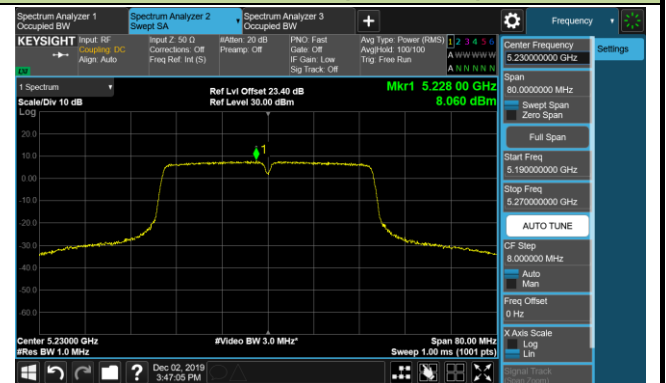 Spectrum Analyzer 1
Occupied BW
Spectrum Analyzer 2
Swept SA
Spectrum Analyzer 3
Occupied BW
Frequency
KEYSIGHT
Input: RF
Coupling: DC
Align: Auto
Input Z: 50 Ω
Corrections: Off
Freq Ref: Int (S)
#Atten: 20 dB
Preamp: Off
PNO: Fast
Gate: Off
IF Gain: Low
Sig Track: Off
Avg Type: Power (RMS)
Avg|Hold: 100/100
Trig: Free Run
1 2 3 4 5 6
A W W W W W
A N N N N N
LXI
1 Spectrum
Scale/Div 10 dB
Log
Ref Lvl Offset 23.40 dB
Ref Level 30.00 dBm
Mkr1 5.228 00 GHz
8.060 dBm
20.0
10.0
0.00
-10.0
-20.0
-30.0
-40.0
-50.0
-60.0
1
Center 5.23000 GHz
#Res BW 1.0 MHz
#Video BW 3.0 MHz*
Span 80.00 MHz
Sweep 1.00 ms (1001 pts)
Dec 02, 2019
3:47:05 PM
Center Frequency
5.230000000 GHz
Settings
Span
80.0000000 MHz
Swept Span
Zero Span
Full Span
Start Freq
5.190000000 GHz
Stop Freq
5.270000000 GHz
AUTO TUNE
CF Step
8.000000 MHz
Auto
Man
Freq Offset
0 Hz
X Axis Scale
Log
Lin
Signal Track
(Span Zoom)